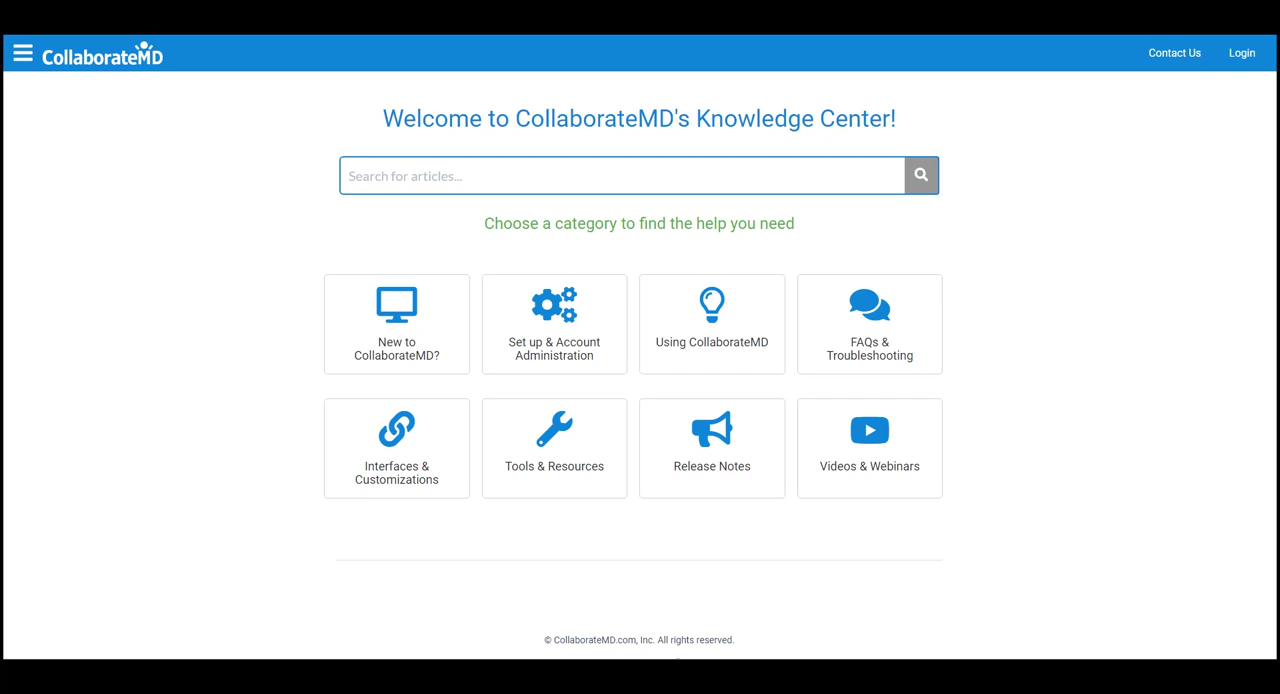 CollaborateMD
Contact Us
Login
Welcome to CollaborateMD's Knowledge Center!
Search for articles...
Choose a category to find the help you need
New to
CollaborateMD?
Set up & Account
Administration
Using CollaborateMD
FAQs &
Troubleshooting
Interfaces &
Customizations
Tools & Resources
Release Notes
Videos & Webinars
© CollaborateMD.com, Inc. All rights reserved.